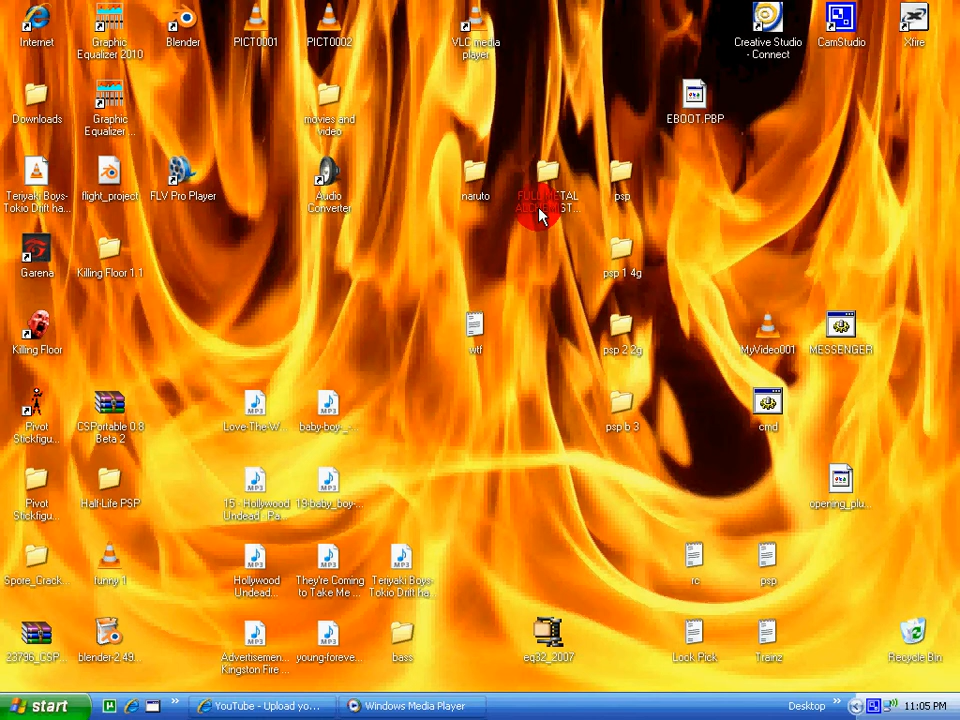 Internet
Graphic
Equalizer 2010
Blender
PICT0001
PICT0002
VLC media
player
Creative Studio
- Connect
CamStudio
Xfire
Downloads
Graphic
Equalizer ...
movies and
video
EBOOT.PBP
Teriyaki Boys-
Tokio Drift ha...
flight_project
FLV Pro Player
Audio
Converter
naruto
FULLMETAL
ALCHEMIST...
psp
Garena
Killing Floor 1.1
psp 1 4g
Killing Floor
wtf
psp 2 2g
MyVideo001
MESSENGER
Pivot
Stickfigu...
CSPortable 0.8
Beta 2
Love-The-W...
baby-boy-_-...
psp b 3
cmd
Pivot
Stickfigu...
Half-Life PSP
15 - Hollywood
Undead - Pa...
19-baby_boy-...
opening_plu...
Spore_Crack...
funny 1
Hollywood
Undead...
They're Coming
to Take Me ...
Teriyaki Boys-
Tokio Drift ha...
rc
psp
23796_CSP...
blender-2.49...
Advertisemen...
Kingston Fire ...
young-foreve...
bass
eq32_2007
Look Pick
Trainz
Recycle Bin
start
YouTube - Upload yo...
Windows Media Player
Desktop
11:05 PM